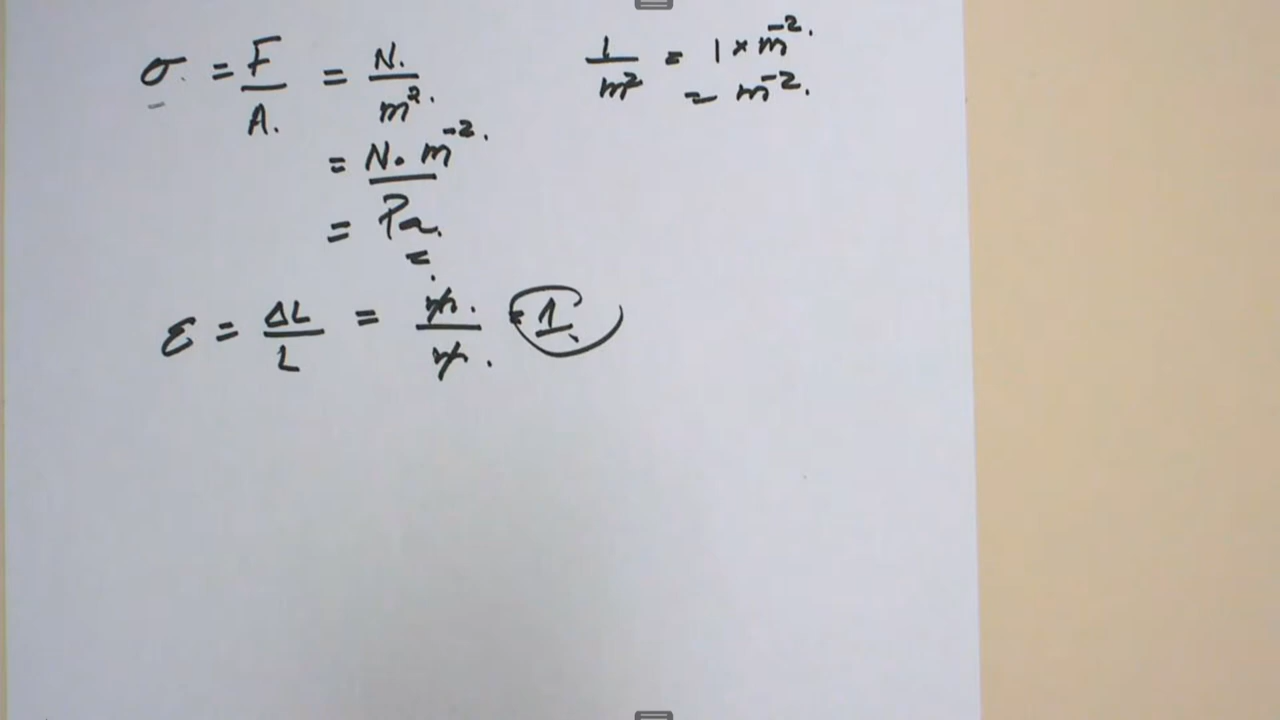 σ. = F/A. = N./m².
1/m² = 1 × m⁻².
= m⁻².
= N. m⁻².
= Pa.
ε = ΔL/L = m./m. = 1.